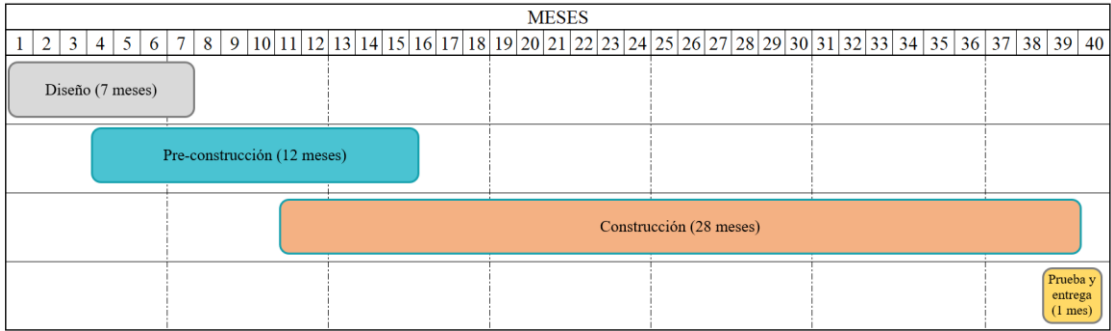 MESES
1 2 3 4 5 6 7 8 9 10 11 12 13 14 15 16 17 18 19 20 21 22 23 24 25 26 27 28 29 30 31 32 33 34 35 36 37 38 39 40
Diseño (7 meses)
Pre-construcción (12 meses)
Construcción (28 meses)
Prueba y
entrega
(1 mes)